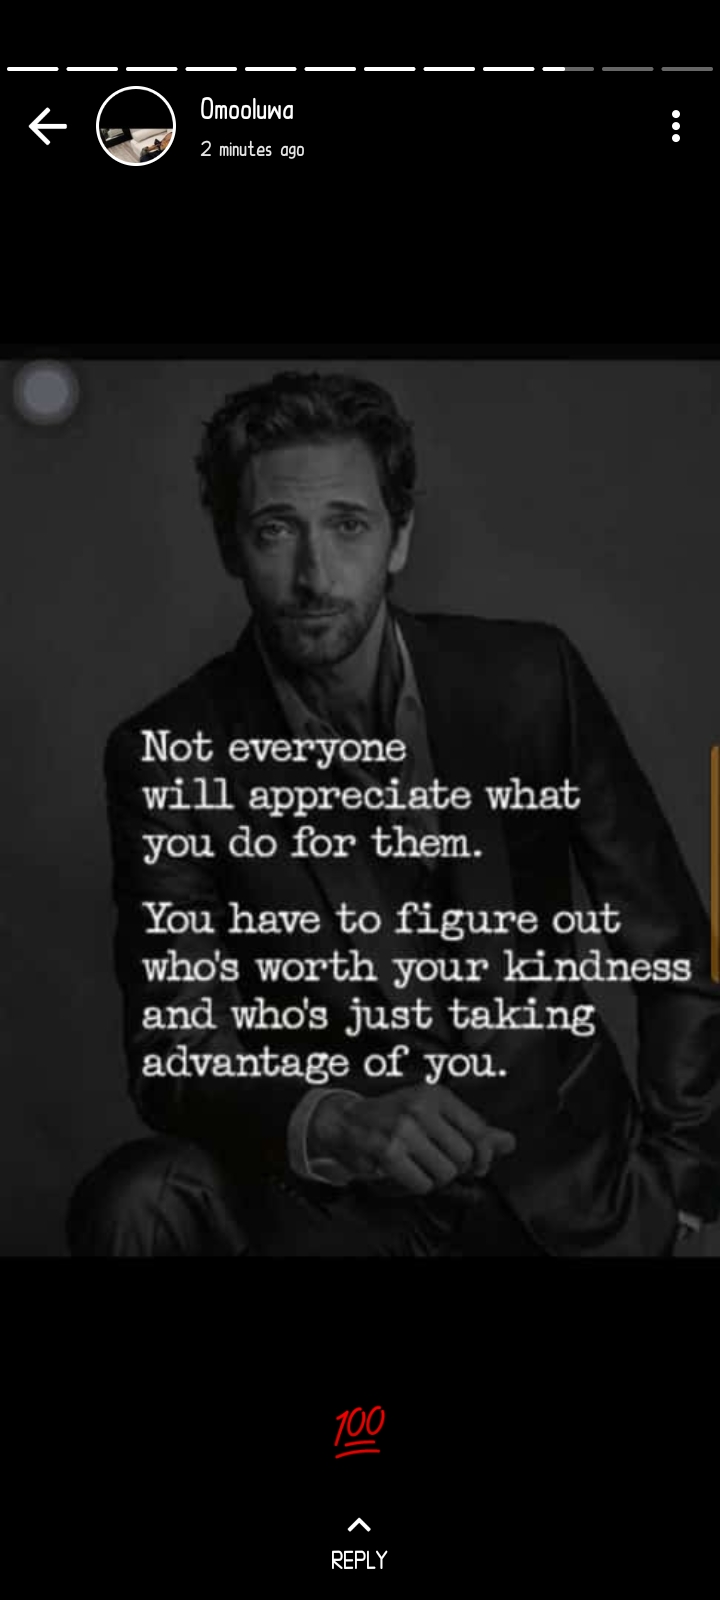 Omooluwa
2 minutes ago
Not everyone
will appreciate what
you do for them.
You have to figure out
who's worth your kindness
and who's just taking
advantage of you.
💯
REPLY